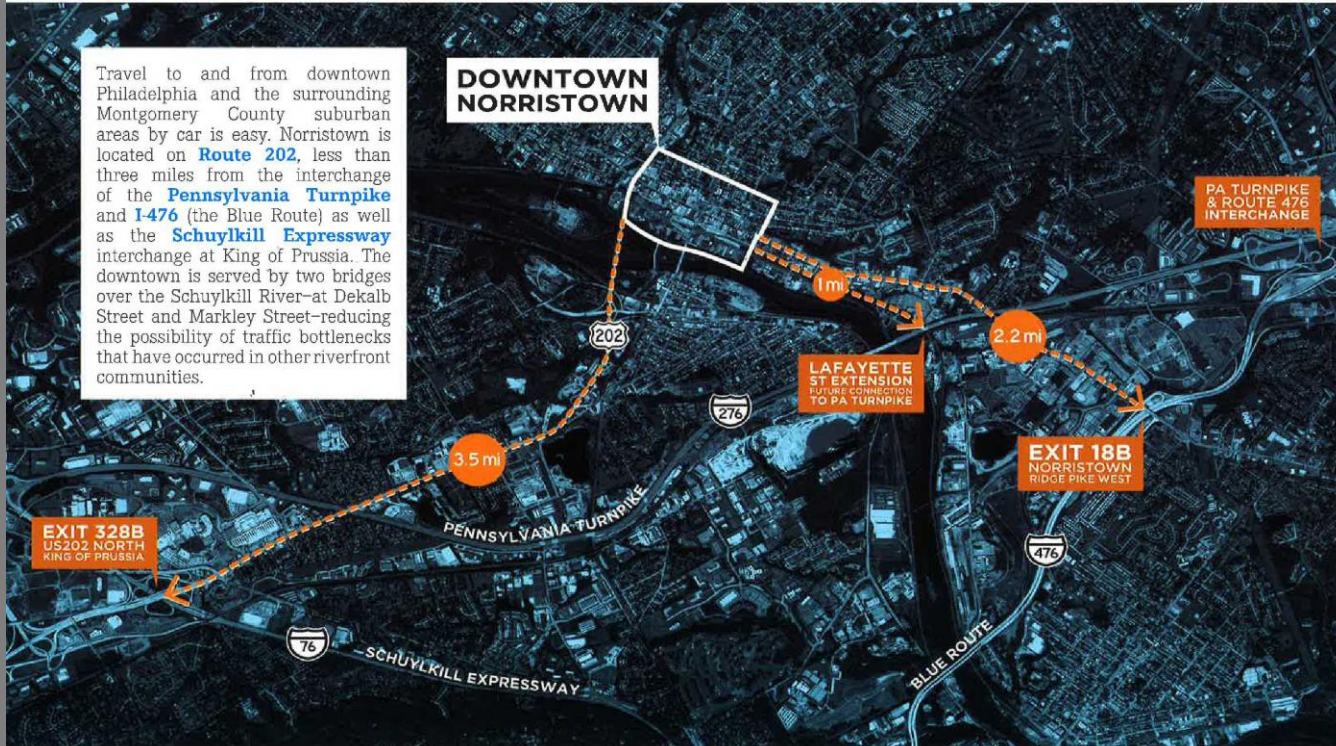 Travel to and from downtown
Philadelphia and the surrounding
Montgomery County suburban
areas by car is easy. Norristown is
located on Route 202, less than
three miles from the interchange
of the Pennsylvania Turnpike
and I-476 (the Blue Route) as well
as the Schuylkill Expressway
interchange at King of Prussia. The
downtown is served by two bridges
over the Schuylkill River–at Dekalb
Street and Markley Street–reducing
the possibility of traffic bottlenecks
that have occurred in other riverfront
communities.
DOWNTOWN
NORRISTOWN
PA TURNPIKE
& ROUTE 476
INTERCHANGE
1 mi
202
2.2 mi
LAFAYETTE
ST EXTENSION
FUTURE CONNECTION
TO PA TURNPIKE
276
3.5 mi
EXIT 18B
NORRISTOWN
RIDGE PIKE WEST
PENNSYLVANIA TURNPIKE
EXIT 328B
US202 NORTH
KING OF PRUSSIA
476
76
SCHUYLKILL EXPRESSWAY
BLUE ROUTE